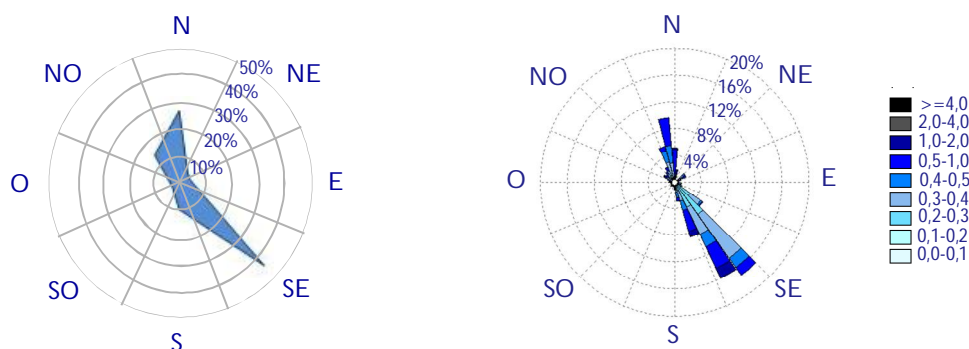 N
NO
NE
50%
40%
30%
20%
10%
O
E
SO
SE
S
N
NO
NE
20%
16%
12%
8%
4%
O
E
SO
SE
S
>=4,0
2,0-4,0
1,0-2,0
0,5-1,0
0,4-0,5
0,3-0,4
0,2-0,3
0,1-0,2
0,0-0,1